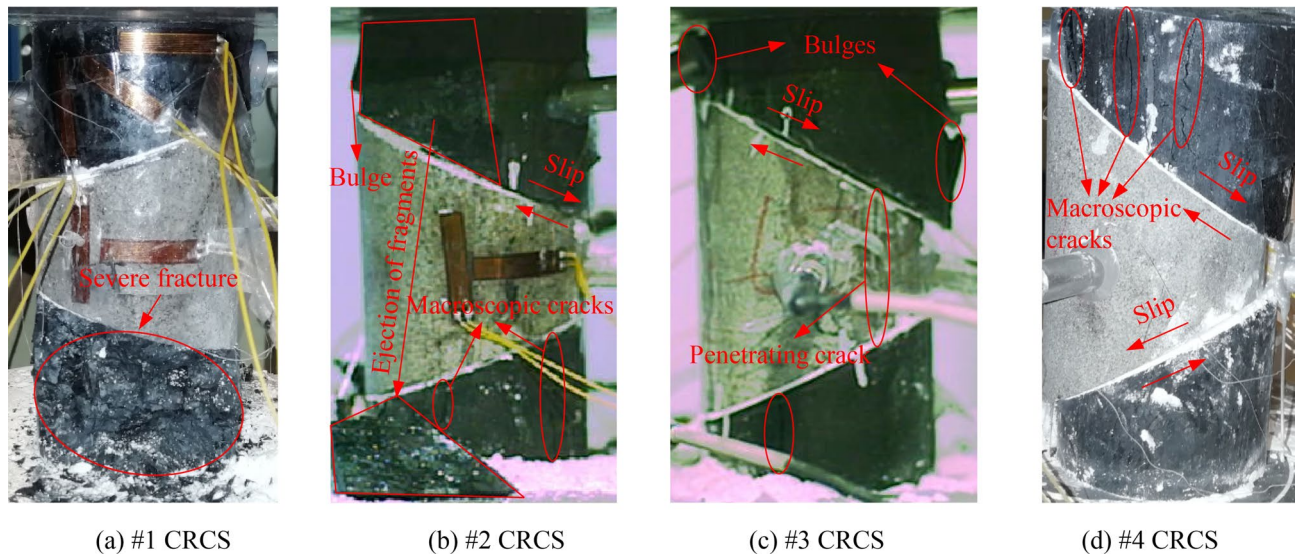 Severe fracture
Bulge
Slip
Ejection of fragments
Macroscopic cracks
Bulges
Slip
Penetrating crack
Slip
Macroscopic
cracks
Slip
(a) #1 CRCS
(b) #2 CRCS
(c) #3 CRCS
(d) #4 CRCS